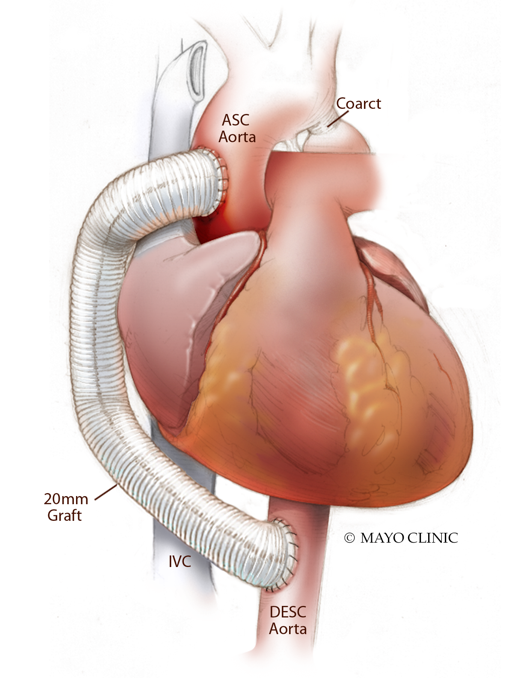 ASC
Aorta
Coarct
20mm
Graft
© MAYO CLINIC
IVC
DESC
Aorta